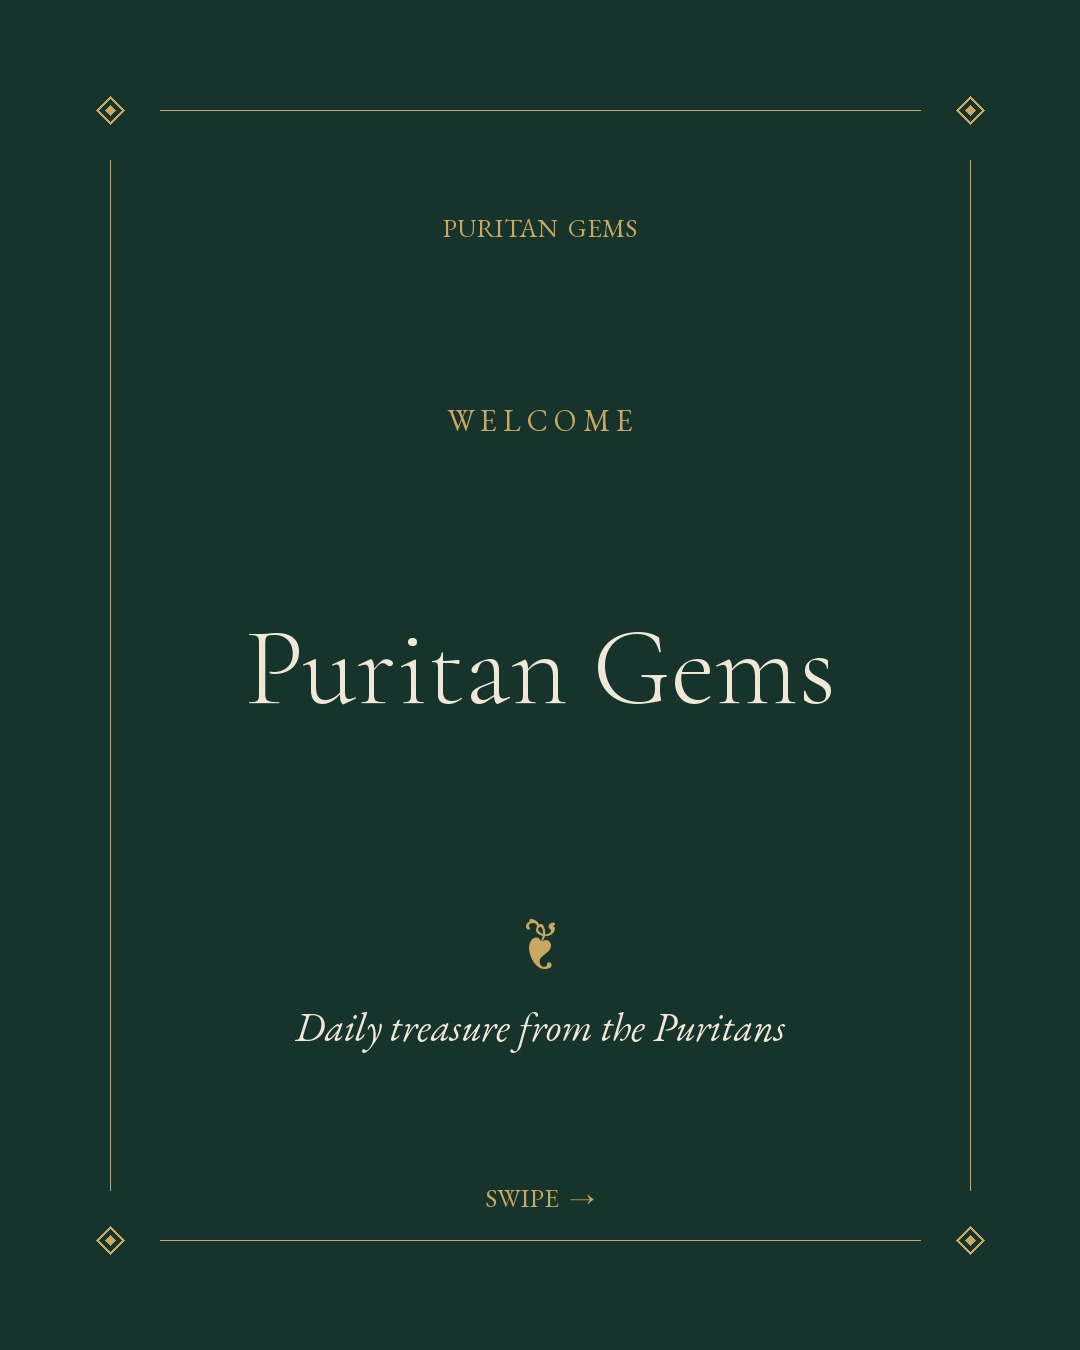 PURITAN GEMS
WELCOME
Puritan Gems
❦
Daily treasure from the Puritans
SWIPE →